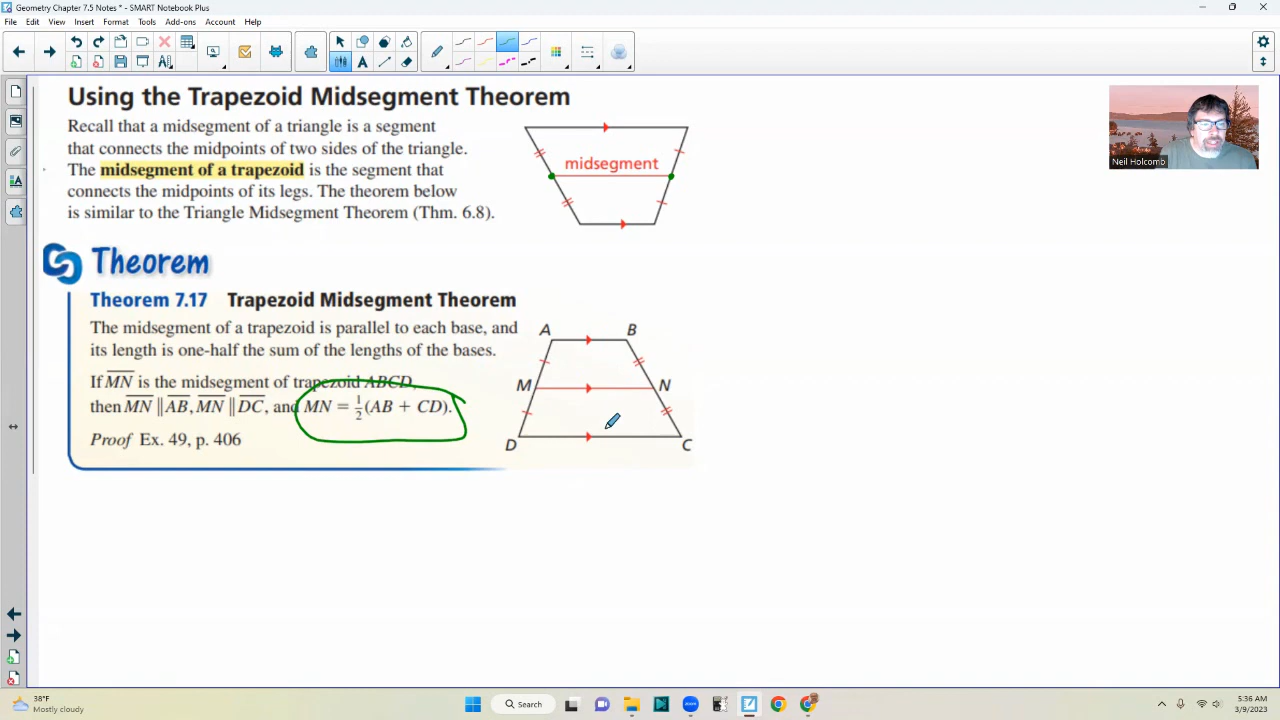 Geometry Chapter 7.5 Notes * - SMART Notebook Plus
File Edit View Insert Format Tools Add-ons Account Help
Using the Trapezoid Midsegment Theorem
Recall that a midsegment of a triangle is a segment
that connects the midpoints of two sides of the triangle.
The midsegment of a trapezoid is the segment that
connects the midpoints of its legs. The theorem below
is similar to the Triangle Midsegment Theorem (Thm. 6.8).
midsegment
Neil Holcomb
Theorem
Theorem 7.17 Trapezoid Midsegment Theorem
The midsegment of a trapezoid is parallel to each base, and
its length is one-half the sum of the lengths of the bases.
If MN is the midsegment of trapezoid ABCD,
then MN ∥ AB, MN ∥ DC, and MN = 1/2(AB + CD).
Proof Ex. 49, p. 406
A B
M N
D C
38°F
Mostly cloudy
Search
5:36 AM
3/9/2023